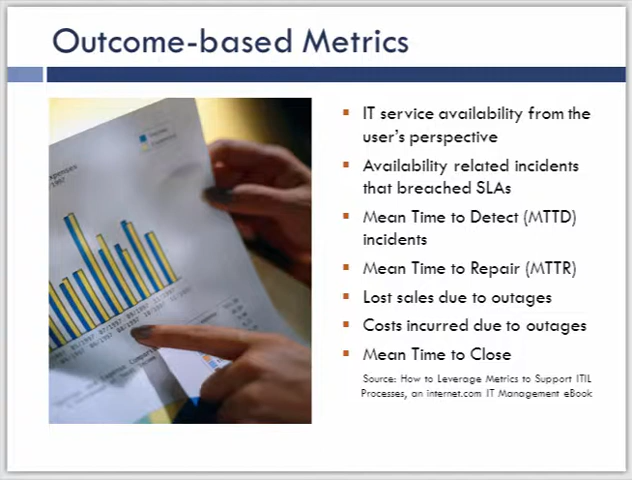 Outcome-based Metrics
IT service availability from the
user's perspective
Availability related incidents
that breached SLAs
Mean Time to Detect (MTTD)
incidents
Mean Time to Repair (MTTR)
Lost sales due to outages
Costs incurred due to outages
Mean Time to Close
Source: How to Leverage Metrics to Support ITIL
Processes, an internet.com IT Management eBook